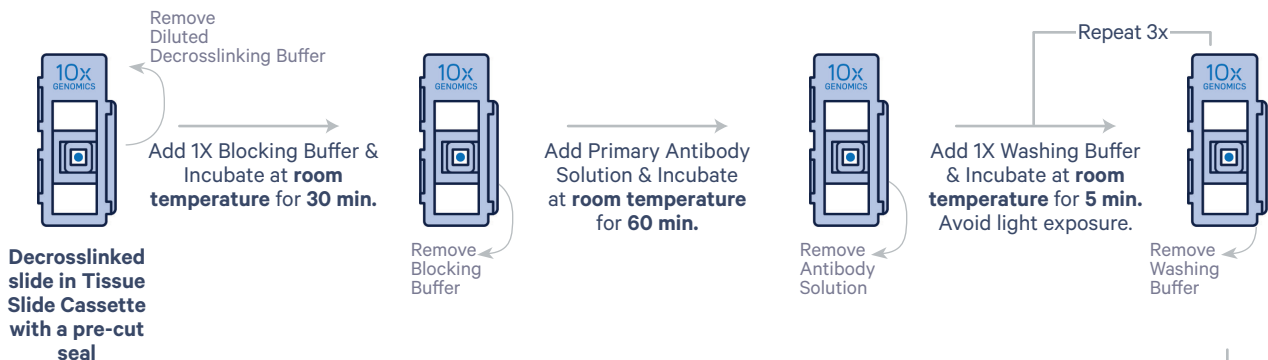 Remove
Diluted
Decrosslinking Buffer
10x
GENOMICS
Add 1X Blocking Buffer &
Incubate at room
temperature for 30 min.
Decrosslinked
slide in Tissue
Slide Cassette
with a pre-cut
seal
10x
GENOMICS
Remove
Blocking
Buffer
Add Primary Antibody
Solution & Incubate
at room temperature
for 60 min.
10x
GENOMICS
Remove
Antibody
Solution
Repeat 3x
Add 1X Washing Buffer
& Incubate at room
temperature for 5 min.
Avoid light exposure.
10x
GENOMICS
Remove
Washing
Buffer